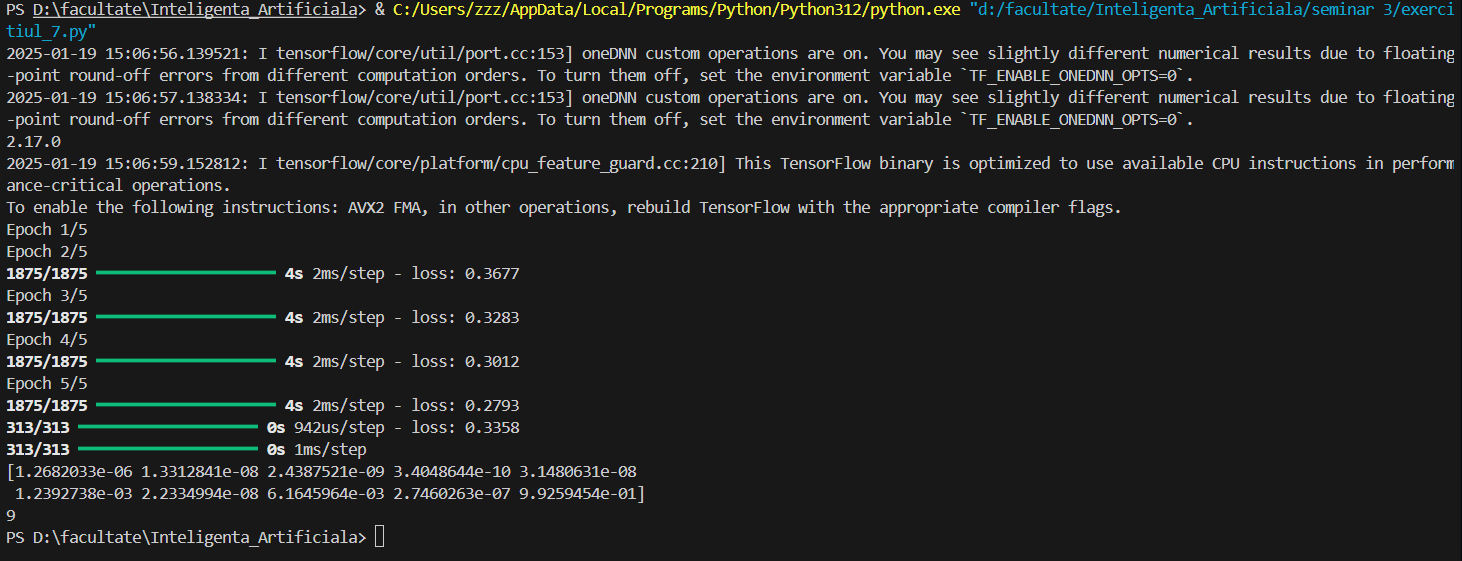 PS D:\facultate\Inteligenta_Artificiala> & C:/Users/zzz/AppData/Local/Programs/Python/Python312/python.exe "d:/facultate/Inteligenta_Artificiala/seminar 3/exerci
tiul_7.py"
2025-01-19 15:06:56.139521: I tensorflow/core/util/port.cc:153] oneDNN custom operations are on. You may see slightly different numerical results due to floating
-point round-off errors from different computation orders. To turn them off, set the environment variable `TF_ENABLE_ONEDNN_OPTS=0`.
2025-01-19 15:06:57.138334: I tensorflow/core/util/port.cc:153] oneDNN custom operations are on. You may see slightly different numerical results due to floating
-point round-off errors from different computation orders. To turn them off, set the environment variable `TF_ENABLE_ONEDNN_OPTS=0`.
2.17.0
2025-01-19 15:06:59.152812: I tensorflow/core/platform/cpu_feature_guard.cc:210] This TensorFlow binary is optimized to use available CPU instructions in perform
ance-critical operations.
To enable the following instructions: AVX2 FMA, in other operations, rebuild TensorFlow with the appropriate compiler flags.
Epoch 1/5
Epoch 2/5
1875/1875 4s 2ms/step - loss: 0.3677
Epoch 3/5
1875/1875 4s 2ms/step - loss: 0.3283
Epoch 4/5
1875/1875 4s 2ms/step - loss: 0.3012
Epoch 5/5
1875/1875 4s 2ms/step - loss: 0.2793
313/313 0s 942us/step - loss: 0.3358
313/313 0s 1ms/step
[1.2682033e-06 1.3312841e-08 2.4387521e-09 3.4048644e-10 3.1480631e-08
1.2392738e-03 2.2334994e-08 6.1645964e-03 2.7460263e-07 9.9259454e-01]
9
PS D:\facultate\Inteligenta_Artificiala>